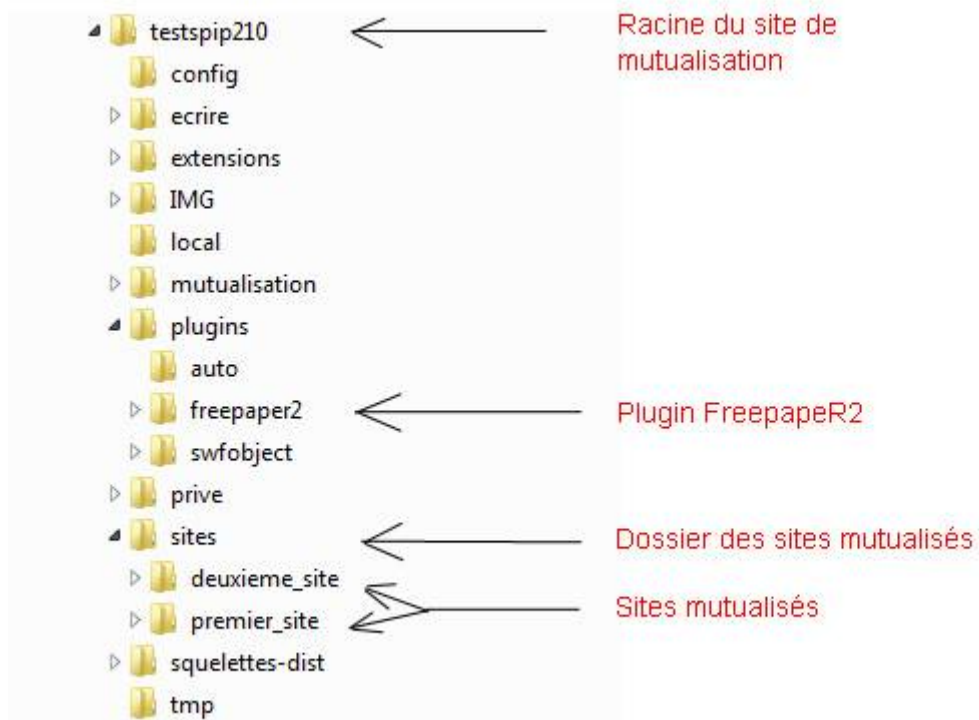 testspip210
Racine du site de
mutualisation
config
ecrire
extensions
IMG
local
mutualisation
plugins
auto
freepaper2
Plugin FreepapeR2
swfobject
prive
sites
Dossier des sites mutualisés
deuxieme_site
Sites mutualisés
premier_site
squelettes-dist
tmp